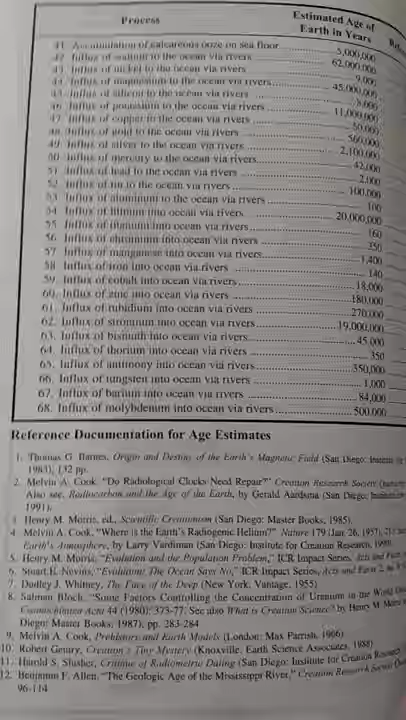 Process
Estimated Age of
Earth in Years
41. Accumulation of calcareous ooze on sea floor 5,000,000
42. Influx of sodium to the ocean via rivers 62,000,000
43. Influx of nickel to the ocean via rivers 9,000
44. Influx of magnesium to the ocean via rivers 45,000,000
45. Influx of silicon to the ocean via rivers 8,000
46. Influx of potassium to the ocean via rivers 11,000,000
47. Influx of copper to the ocean via rivers 50,000
48. Influx of gold to the ocean via rivers 560,000
49. Influx of silver to the ocean via rivers 2,100,000
50. Influx of mercury to the ocean via rivers 42,000
51. Influx of lead to the ocean via rivers 2,000
52. Influx of tin to the ocean via rivers 100,000
53. Influx of aluminum to the ocean via rivers 100
54. Influx of lithium into ocean via rivers 20,000,000
55. Influx of titanium into ocean via rivers 160
56. Influx of chromium into ocean via rivers 350
57. Influx of manganese into ocean via rivers 1,400
58. Influx of iron into ocean via rivers 140
59. Influx of cobalt into ocean via rivers 18,000
60. Influx of zinc into ocean via rivers 180,000
61. Influx of rubidium into ocean via rivers 270,000
62. Influx of strontium into ocean via rivers 19,000,000
63. Influx of bismuth into ocean via rivers 45,000
64. Influx of thorium into ocean via rivers 350
65. Influx of antimony into ocean via rivers 350,000
66. Influx of tungsten into ocean via rivers 1,000
67. Influx of barium into ocean via rivers 84,000
68. Influx of molybdenum into ocean via rivers 500,000
Reference Documentation for Age Estimates
1. Thomas G. Barnes, Origin and Destiny of the Earth's Magnetic Field (San Diego:
1983), 132 pp.
2. Melvin A. Cook, "Do Radiological Clocks Need Repair?" Creation Research Society
Also see, Radiocarbon and the Age of the Earth, by Gerald Aardsma (San Diego:
1991).
3. Henry M. Morris, ed., Scientific Creationism (San Diego: Master Books, 1985).
4. Melvin A. Cook, "Where is the Earth's Radiogenic Helium?" Nature 179 (Jan. 26, 1957),
Earth's Atmosphere, by Larry Vardiman (San Diego: Institute for Creation Research,
5. Henry M. Morris, "Evolution and the Population Problem," ICR Impact Series, Acts and
6. Stuart E. Nevins, "Evolution: The Ocean Says No," ICR Impact Series, Acts and Facts 2,
7. Dudley J. Whitney, The Face of the Deep (New York: Vantage, 1955)
8. Salman Bloch, "Some Factors Controlling the Concentration of Uranium in the World
Cosmochimica Acta 44 (1980): 373-77. See also What is Creation Science? by Henry M. Morris
Diego: Master Books, 1987), pp. 283-284
9. Melvin A. Cook, Prehistory and Earth Models (London: Max Parrish, 1966)
10. Robert Gentry, Creation's Tiny Mystery (Knoxville: Earth Science Associates, 1988)
11. Harold S. Slusher, Critique of Radiometric Dating (San Diego: Institute for Creation Research
12. Benjamin F. Allen, "The Geologic Age of the Mississippi River," Creation Research
96-114